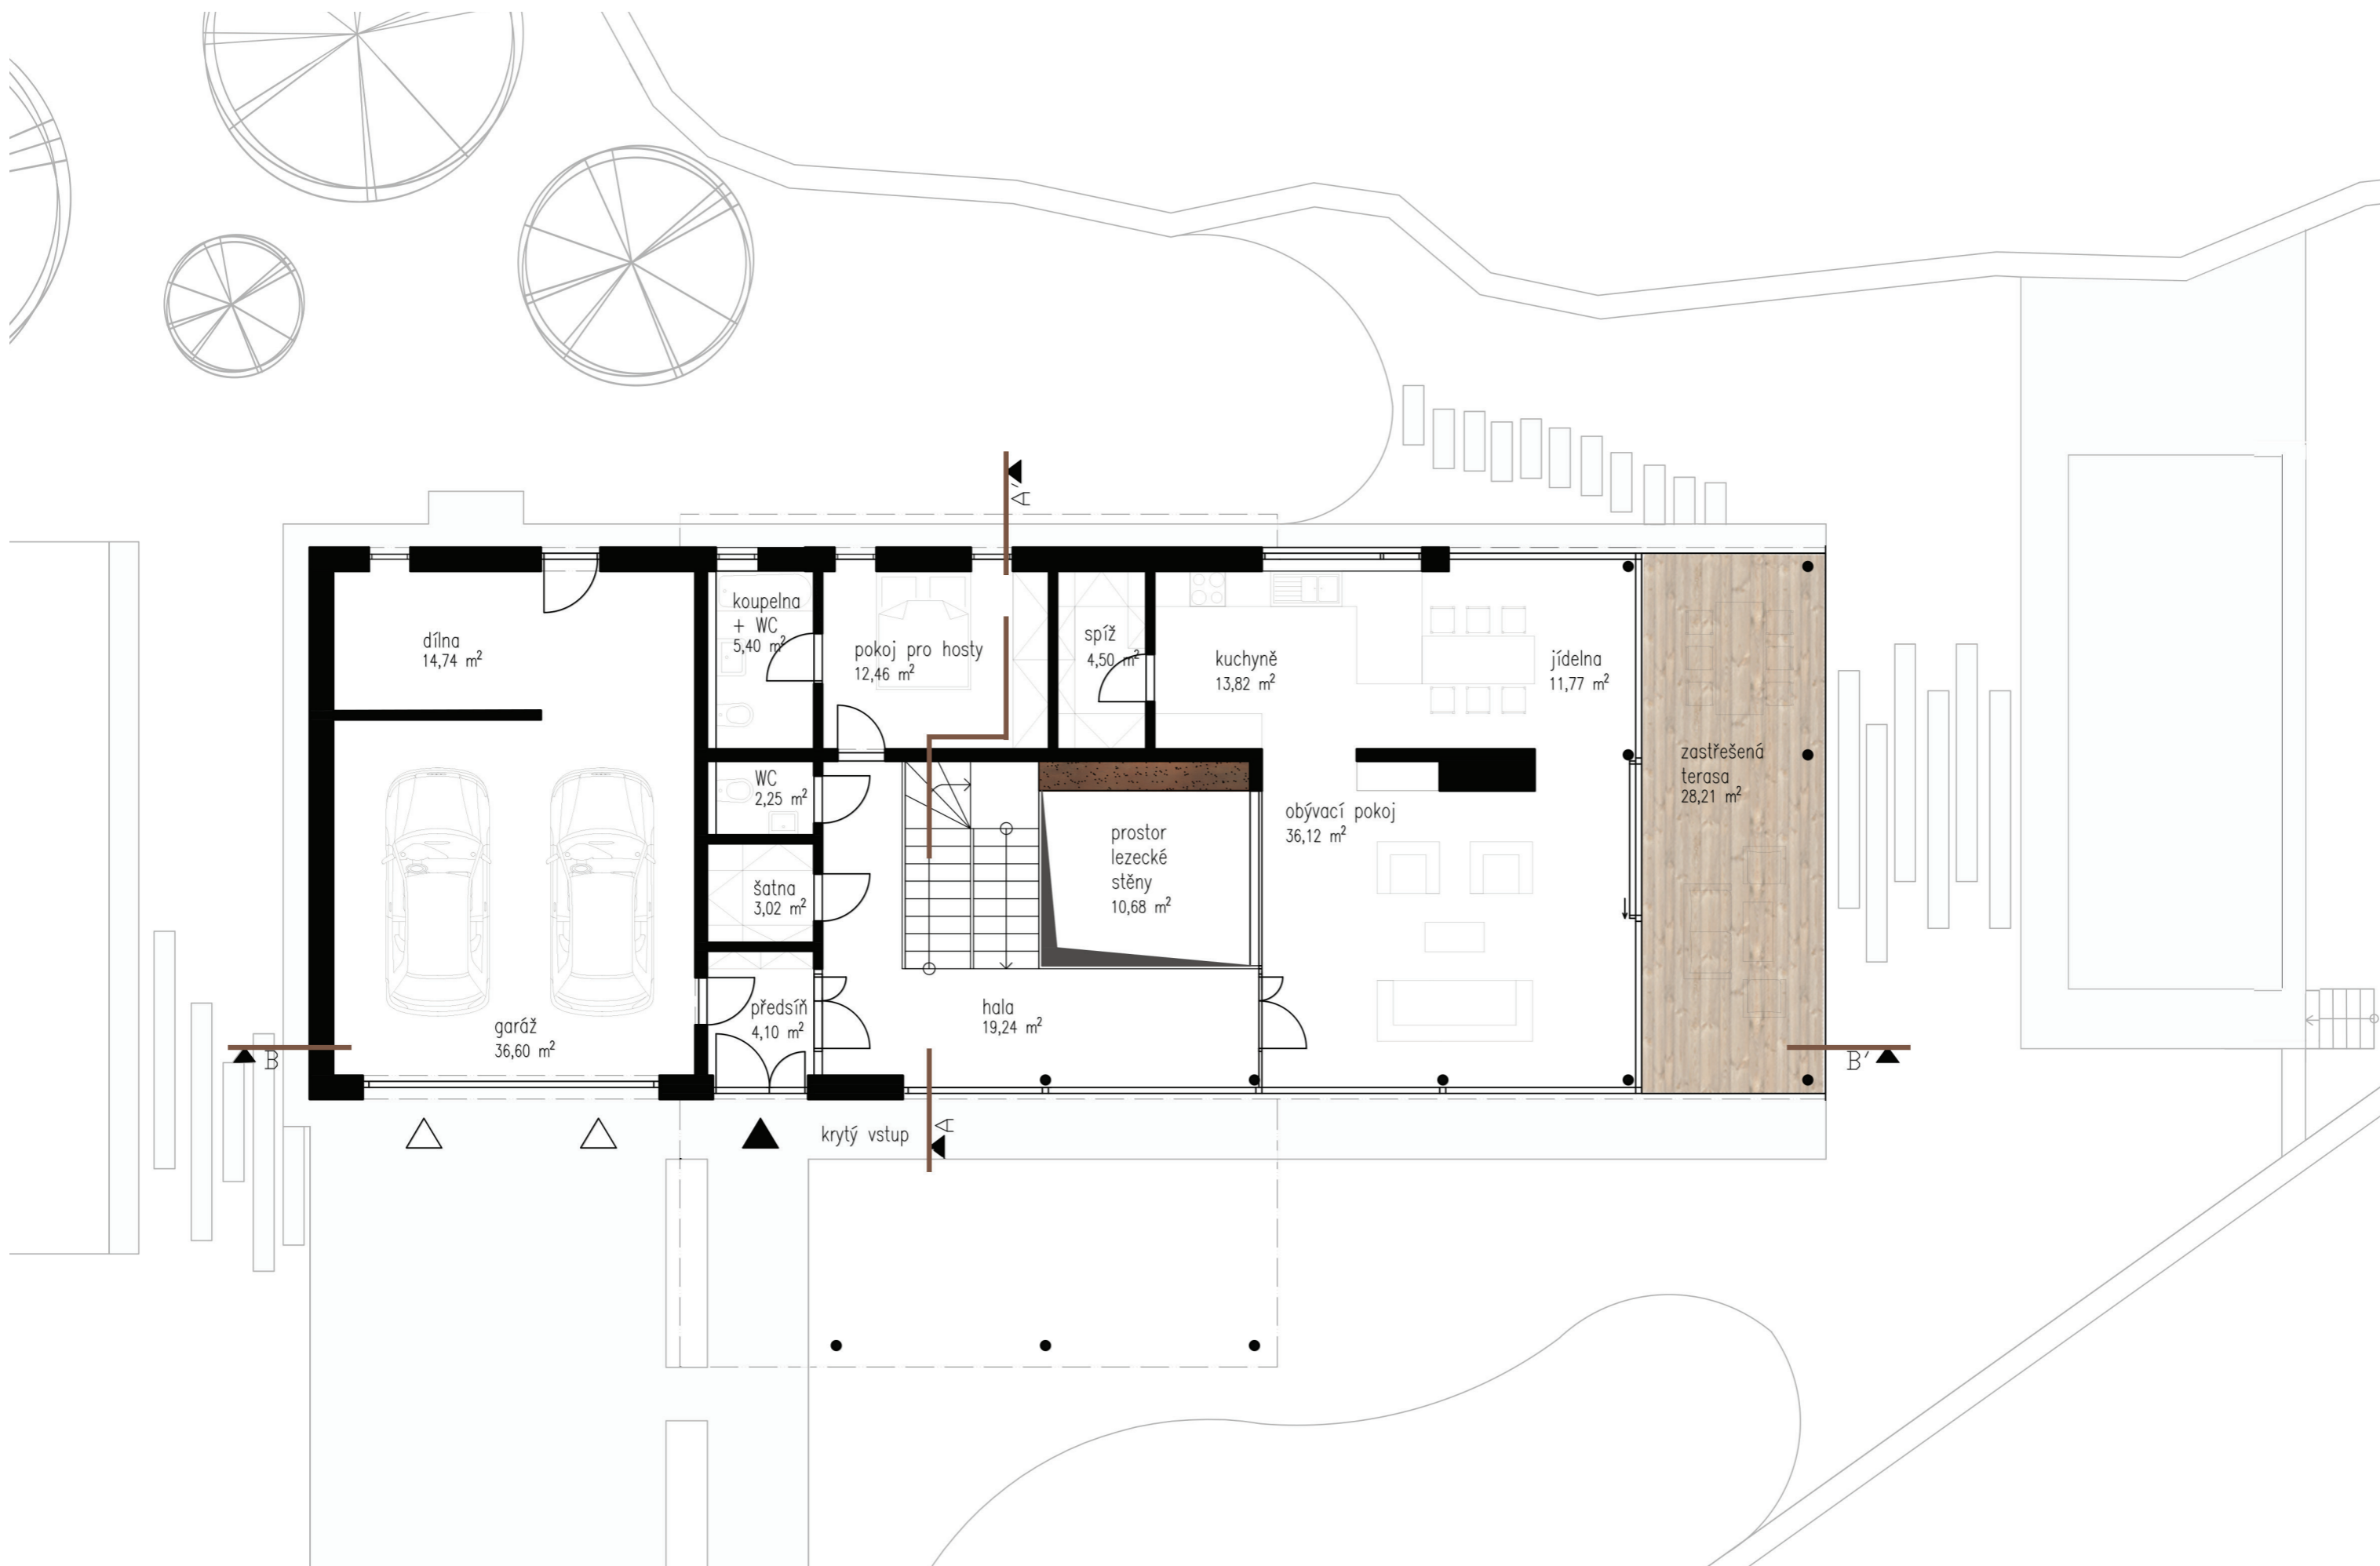 A'
koupelna
+ WC
5,40 m²
dílna
14,74 m²
pokoj pro hosty
12,46 m²
spíž
4,50 m²
kuchyně
13,82 m²
jídelna
11,77 m²
zastřešená
terasa
28,21 m²
WC
2,25 m²
obývací pokoj
36,12 m²
prostor
lezecké
stěny
10,68 m²
šatna
3,02 m²
předsíň
4,10 m²
hala
19,24 m²
garáž
36,60 m²
B
B'
krytý vstup
A